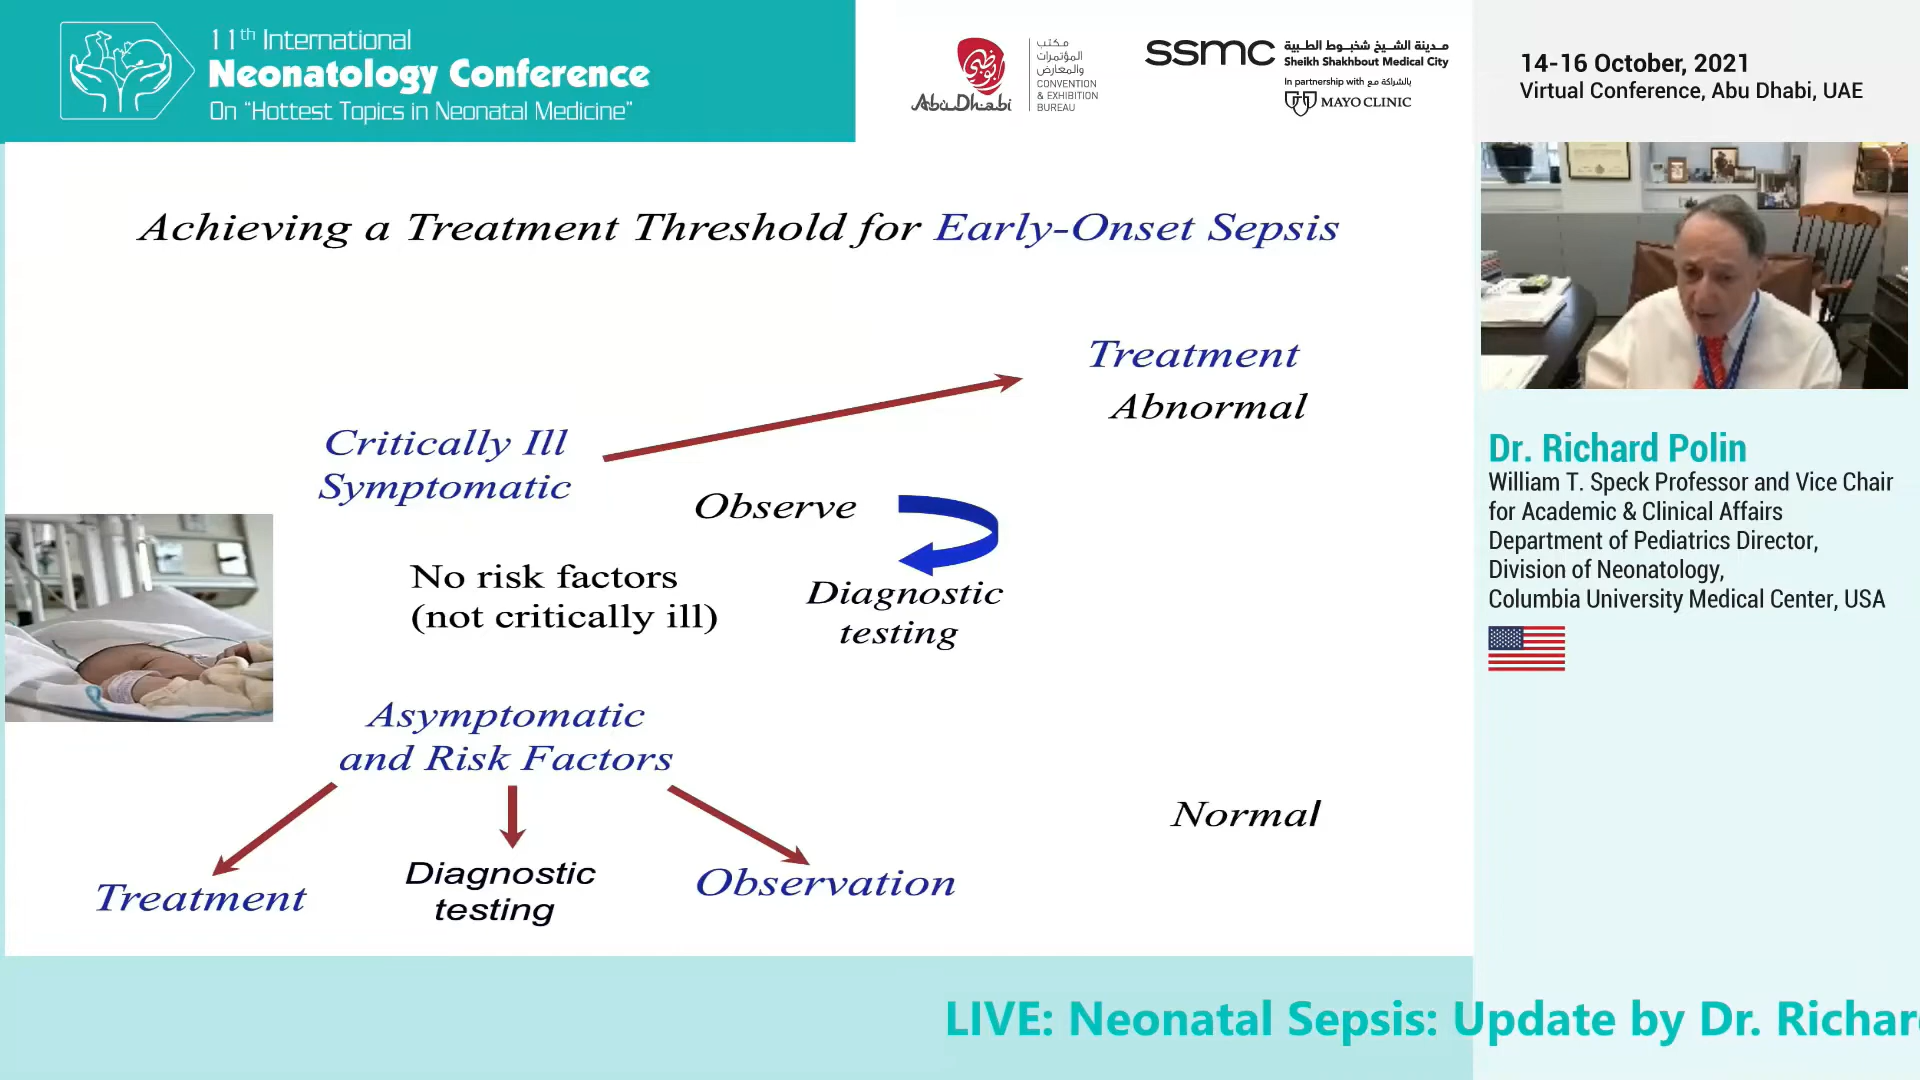 11th International
Neonatology Conference
On "Hottest Topics in Neonatal Medicine"
Abu Dhabi
مكتب
المؤتمرات
والمعارض
CONVENTION
& EXHIBITION
BUREAU
ssmc
مدينة الشيخ شخبوط الطبية
Sheikh Shakhbout Medical City
In partnership with بالشراكة مع
MAYO CLINIC
14-16 October, 2021
Virtual Conference, Abu Dhabi, UAE
Achieving a Treatment Threshold for Early-Onset Sepsis
Treatment
Abnormal
Critically Ill
Symptomatic
Observe
No risk factors
(not critically ill)
Diagnostic
testing
Asymptomatic
and Risk Factors
Normal
Treatment
Diagnostic
testing
Observation
Dr. Richard Polin
William T. Speck Professor and Vice Chair
for Academic & Clinical Affairs
Department of Pediatrics Director,
Division of Neonatology,
Columbia University Medical Center, USA
LIVE: Neonatal Sepsis: Update by Dr. Richar